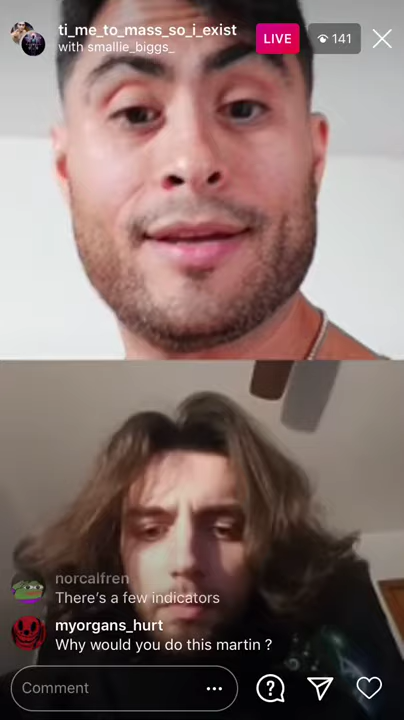 ti_me_to_mass_so_i_exist
with smallie_biggs_
LIVE
141
norcalfren
There's a few indicators
myorgans_hurt
Why would you do this martin ?
Comment